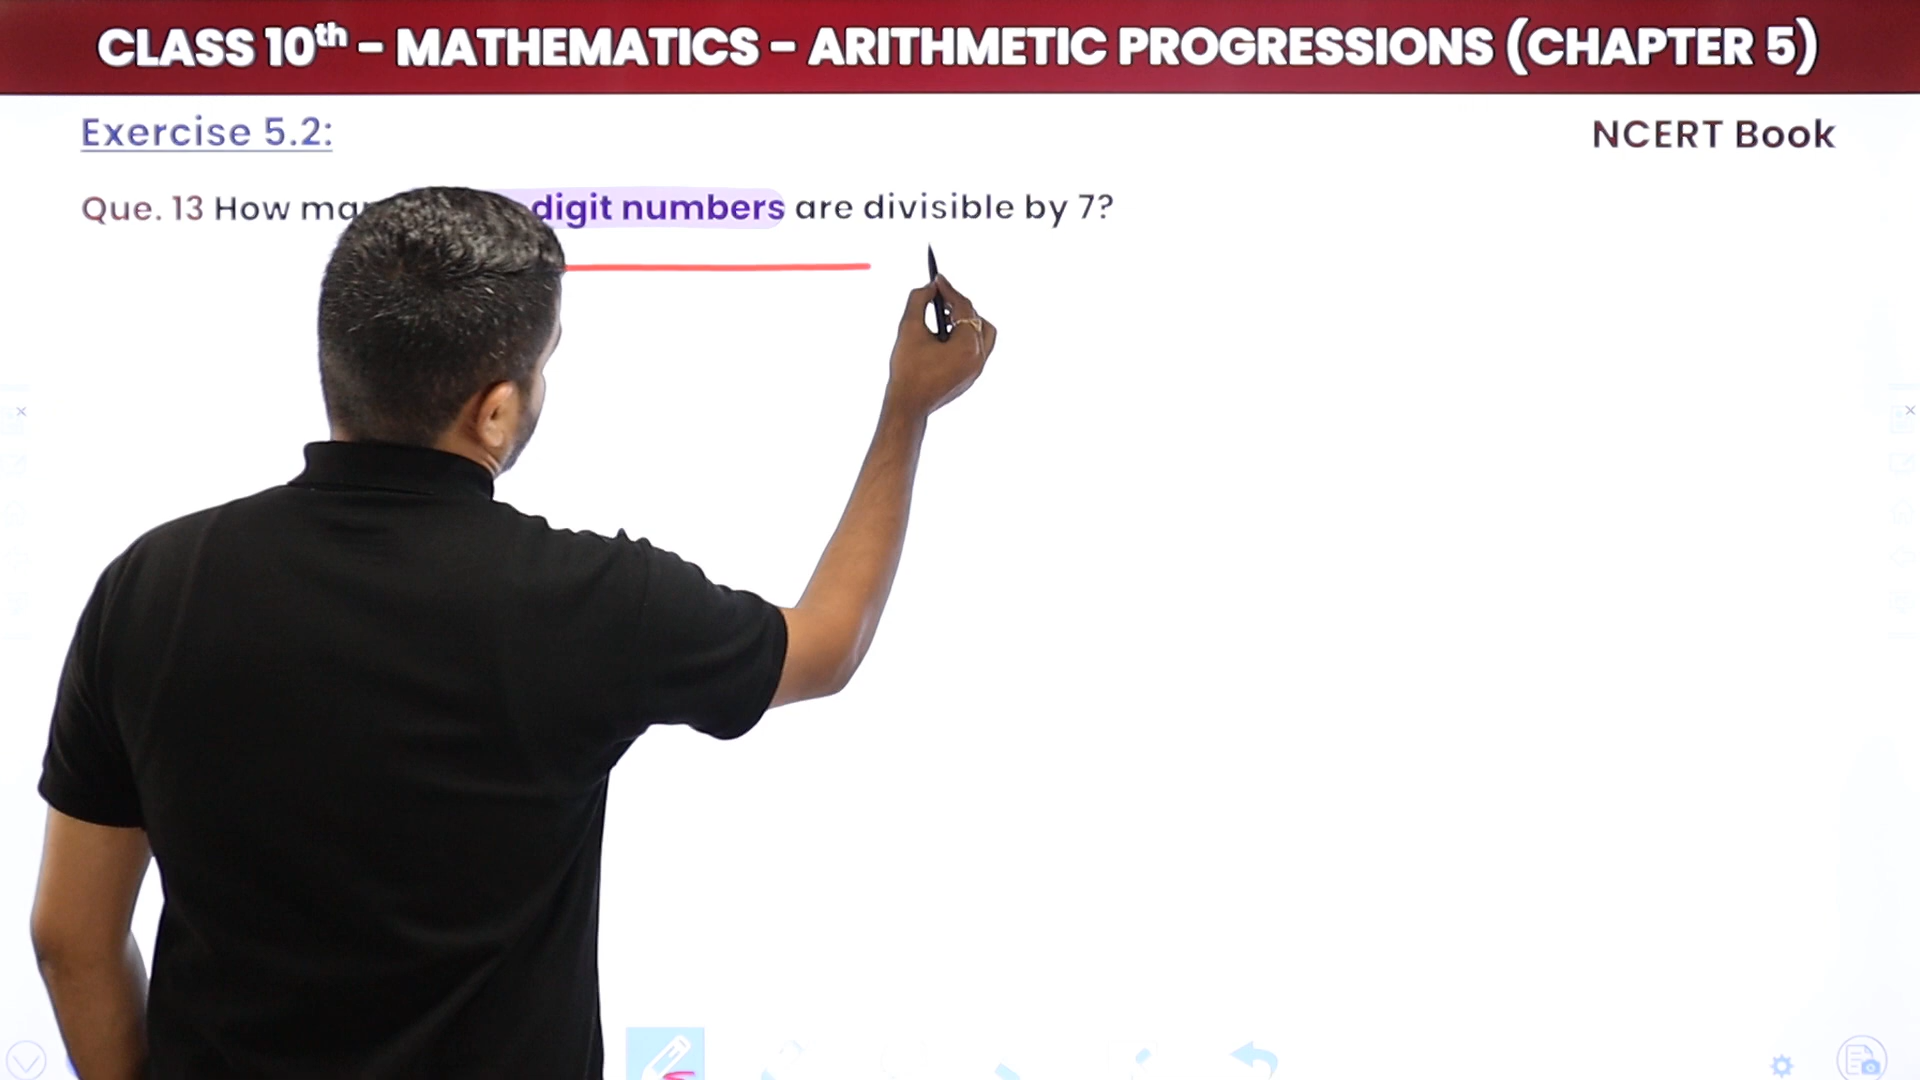 CLASS 10th – MATHEMATICS – ARITHMETIC PROGRESSIONS (CHAPTER 5)
Exercise 5.2:
NCERT Book
Que. 13 How digit numbers are divisible by 7?